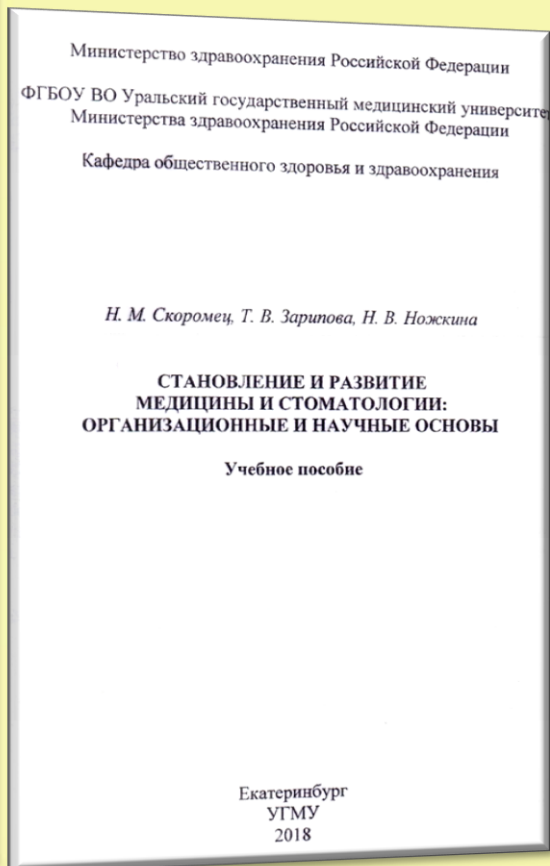 Министерство здравоохранения Российской Федерации
ФГБОУ ВО Уральский государственный медицинский университе
Министерства здравоохранения Российской Федерации
Кафедра общественного здоровья и здравоохранения
Н. М. Скоромец, Т. В. Зарипова, Н. В. Ножкина
СТАНОВЛЕНИЕ И РАЗВИТИЕ
МЕДИЦИНЫ И СТОМАТОЛОГИИ:
ОРГАНИЗАЦИОННЫЕ И НАУЧНЫЕ ОСНОВЫ
Учебное пособие
Екатеринбург
УГМУ
2018